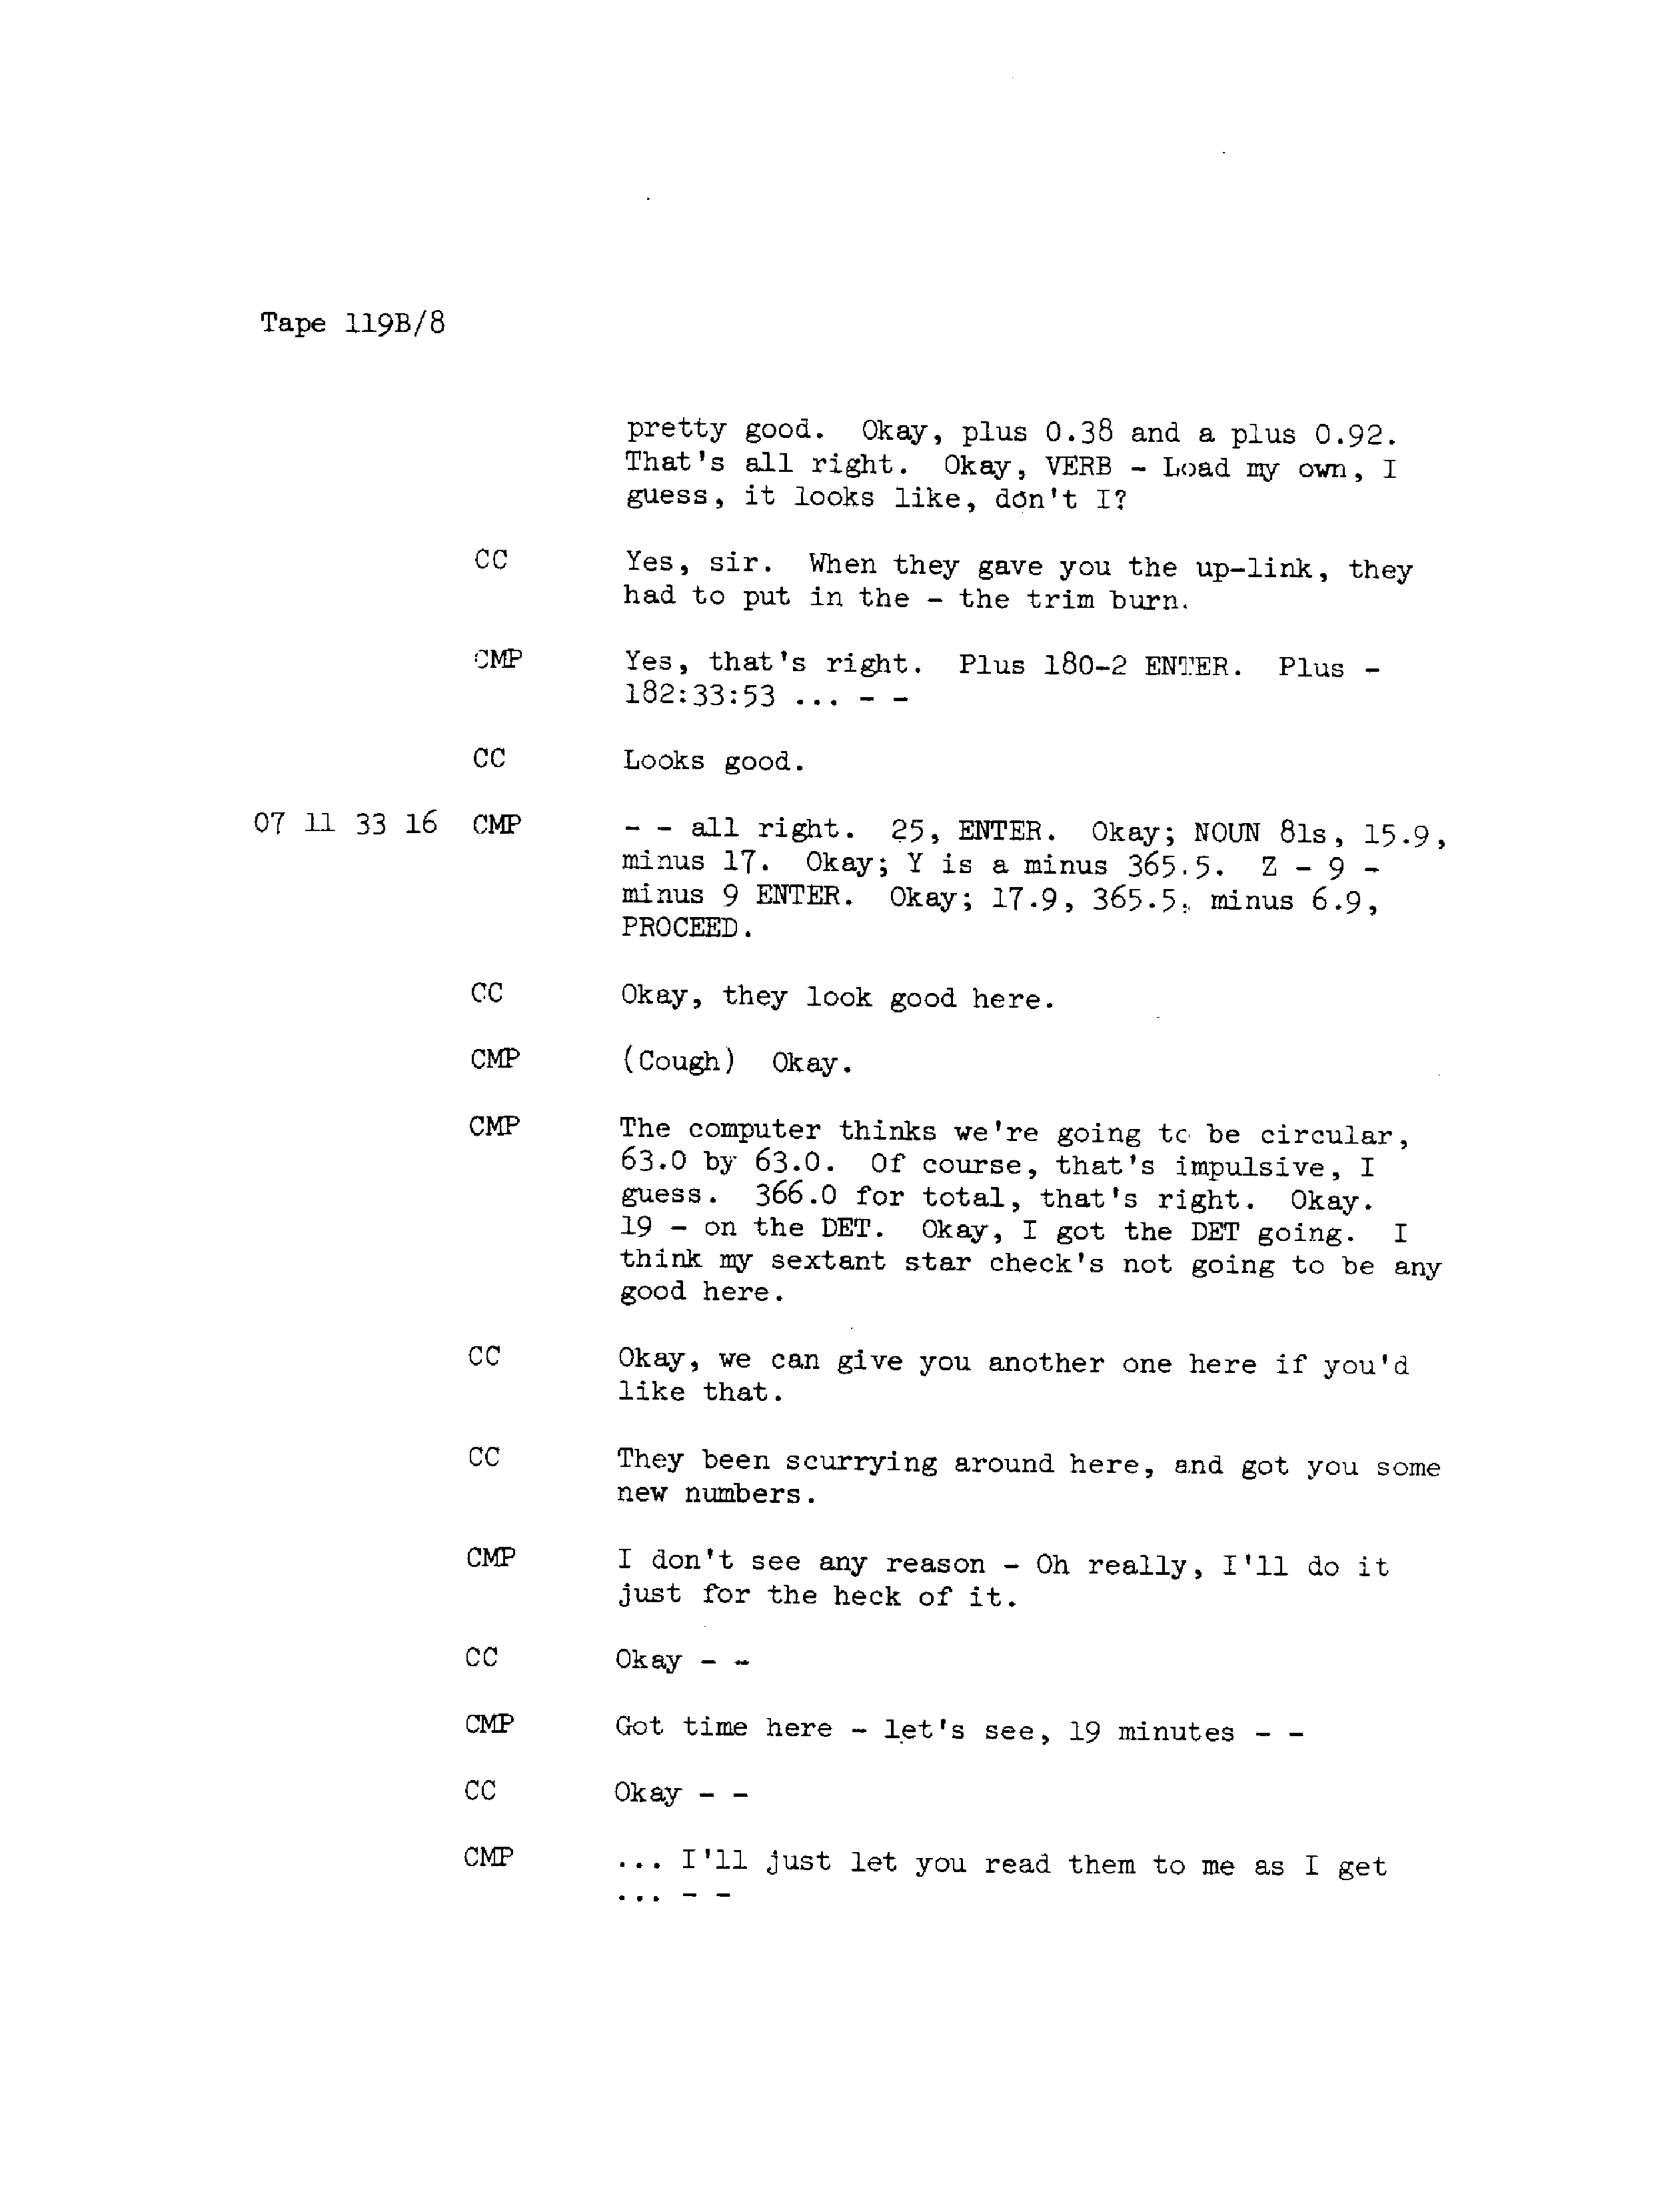 Tape 119B/8
pretty good. Okay, plus 0.38 and a plus 0.92.
That's all right. Okay, VERB - Load my own, I
guess, it looks like, don't I?
CC Yes, sir. When they gave you the up-link, they
had to put in the - the trim burn.
CMP Yes, that's right. Plus 180-2 ENTER. Plus -
182:33:53 ... - -
CC Looks good.
07 11 33 16 CMP - - all right. 25, ENTER. Okay; NOUN 81s, 15.9,
minus 17. Okay; Y is a minus 365.5. Z - 9 -
minus 9 ENTER. Okay; 17.9, 365.5, minus 6.9,
PROCEED.
CC Okay, they look good here.
CMP (Cough) Okay.
CMP The computer thinks we're going to be circular,
63.0 by 63.0. Of course, that's impulsive, I
guess. 366.0 for total, that's right. Okay.
19 - on the DET. Okay, I got the DET going. I
think my sextant star check's not going to be any
good here.
CC Okay, we can give you another one here if you'd
like that.
CC They been scurrying around here, and got you some
new numbers.
CMP I don't see any reason - Oh really, I'll do it
just for the heck of it.
CC Okay - -
CMP Got time here - let's see, 19 minutes - -
CC Okay - -
CMP ... I'll just let you read them to me as I get
... - -